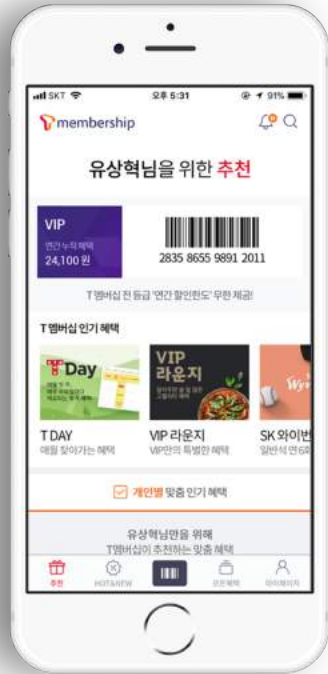 SKT 오후 5:31 91%
T membership
유상혁님을 위한 추천
VIP
연간 누적 혜택
24,100 원
2835 8655 9891 2011
T 멤버십 전 등급 '연간 할인한도' 무한 제공!
T 멤버십 인기 혜택
T Day
VIP
라운지
T DAY
매월 찾아가는 혜택
VIP 라운지
VIP만의 특별한 혜택
SK 와이번
일반석 연 6회
개인별 맞춤 인기 혜택
유상혁님만을 위해
T멤버십이 추천하는 맞춤 혜택
추천
HOT&NEW
마이페이지